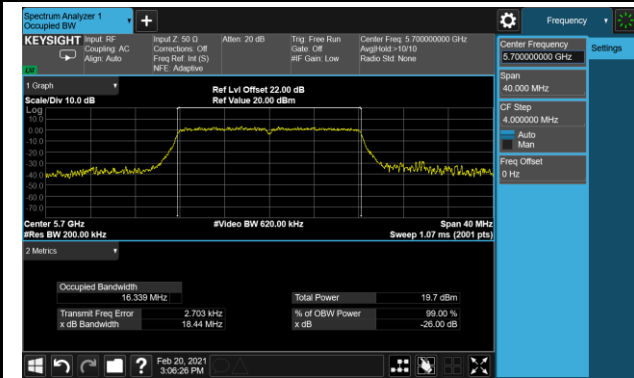 Spectrum Analyzer 1
Occupied BW
Frequency
KEYSIGHT
Input: RF
Coupling: AC
Align: Auto
Input Z: 50 Ω
Corrections: Off
Freq Ref: Int (S)
NFE: Adaptive
Atten: 20 dB
Trig: Free Run
Gate: Off
#IF Gain: Low
Center Freq: 5.700000000 GHz
Avg|Hold:>10/10
Radio Std: None
Center Frequency
5.700000000 GHz
Settings
Span
40.000 MHz
CF Step
4.000000 MHz
Auto
Man
Freq Offset
0 Hz
1 Graph
Scale/Div 10.0 dB
Ref Lvl Offset 22.00 dB
Ref Value 20.00 dBm
Log
10.0
0.00
-10.0
-20.0
-30.0
-40.0
-50.0
-60.0
-70.0
Center 5.7 GHz
#Res BW 200.00 kHz
#Video BW 620.00 kHz
Span 40 MHz
Sweep 1.07 ms (2001 pts)
2 Metrics
Occupied Bandwidth
16.339 MHz
Total Power 19.7 dBm
Transmit Freq Error 2.703 kHz
% of OBW Power 99.00 %
x dB Bandwidth 18.44 MHz
x dB -26.00 dB
Feb 20, 2021
3:06:26 PM